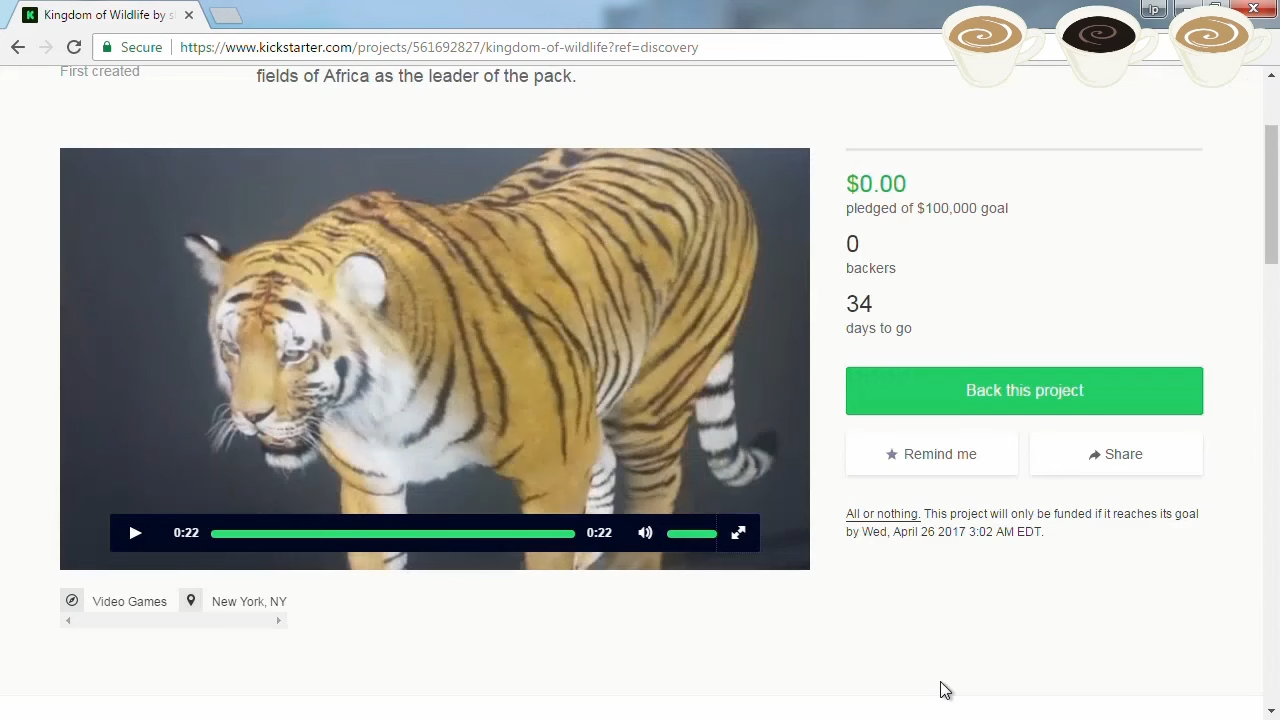 Kingdom of Wildlife by s
Secure https://www.kickstarter.com/projects/561692827/kingdom-of-wildlife?ref=discovery
First created
fields of Africa as the leader of the pack.
$0.00
pledged of $100,000 goal
0
backers
34
days to go
Back this project
Remind me
Share
0:22
0:22
All or nothing. This project will only be funded if it reaches its goal
by Wed, April 26 2017 3:02 AM EDT.
Video Games
New York, NY